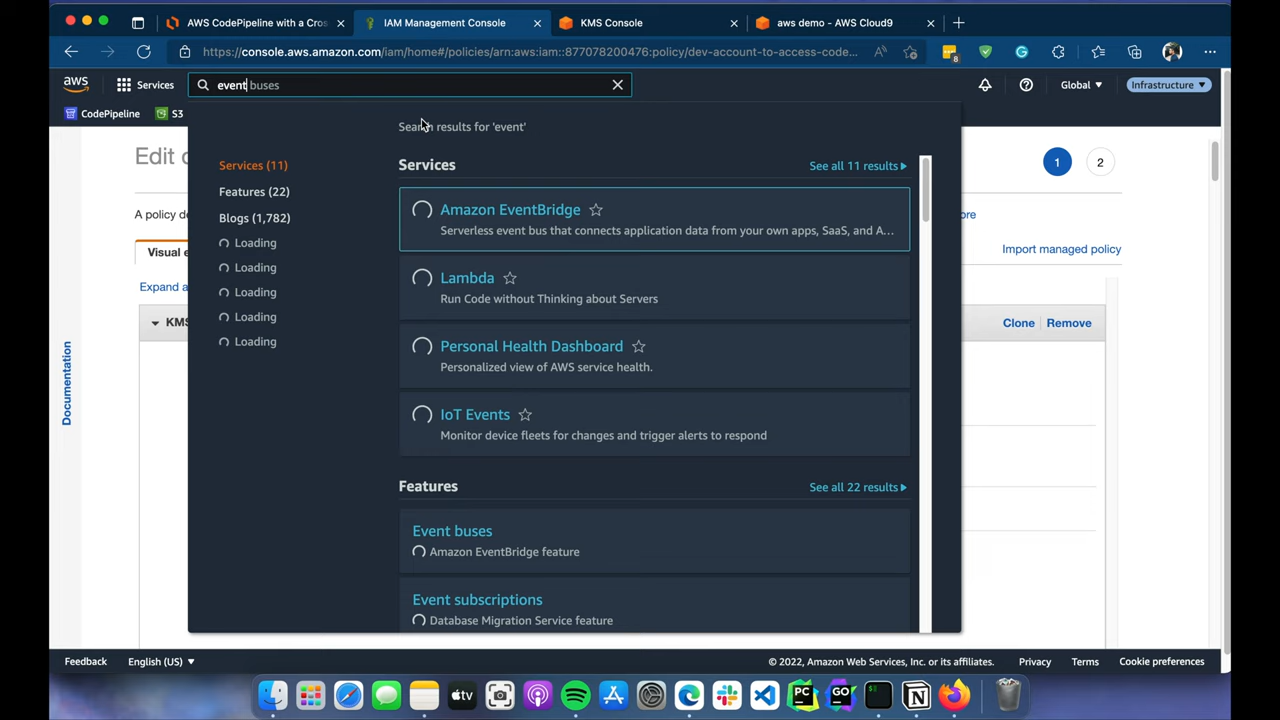 AWS CodePipeline with a Cros
IAM Management Console
KMS Console
aws demo - AWS Cloud9
https://console.aws.amazon.com/iam/home#/policies/arn:aws:iam::877078200476:policy/dev-account-to-access-code...
8
aws
Services
event buses
Global
Infrastructure
CodePipeline
S3
Search results for 'event'
Edit
1
2
Services (11)
Services
See all 11 results
Features (22)
Blogs (1,782)
Loading
Loading
Loading
Loading
Loading
Amazon EventBridge
Serverless event bus that connects application data from your own apps, SaaS, and A...
Lambda
Run Code without Thinking about Servers
Personal Health Dashboard
Personalized view of AWS service health.
IoT Events
Monitor device fleets for changes and trigger alerts to respond
Features
See all 22 results
Event buses
Amazon EventBridge feature
Event subscriptions
Database Migration Service feature
A policy de
ore
Visual e
Import managed policy
Expand a
KMS
Clone
Remove
Documentation
Feedback
English (US)
© 2022, Amazon Web Services, Inc. or its affiliates.
Privacy
Terms
Cookie preferences
tv
PC
GO